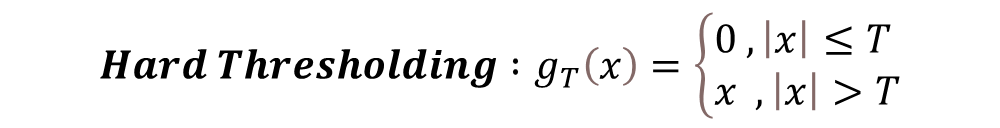 Hard Thresholding : g_T(x) = {0 , |x| ≤ T
x , |x| > T